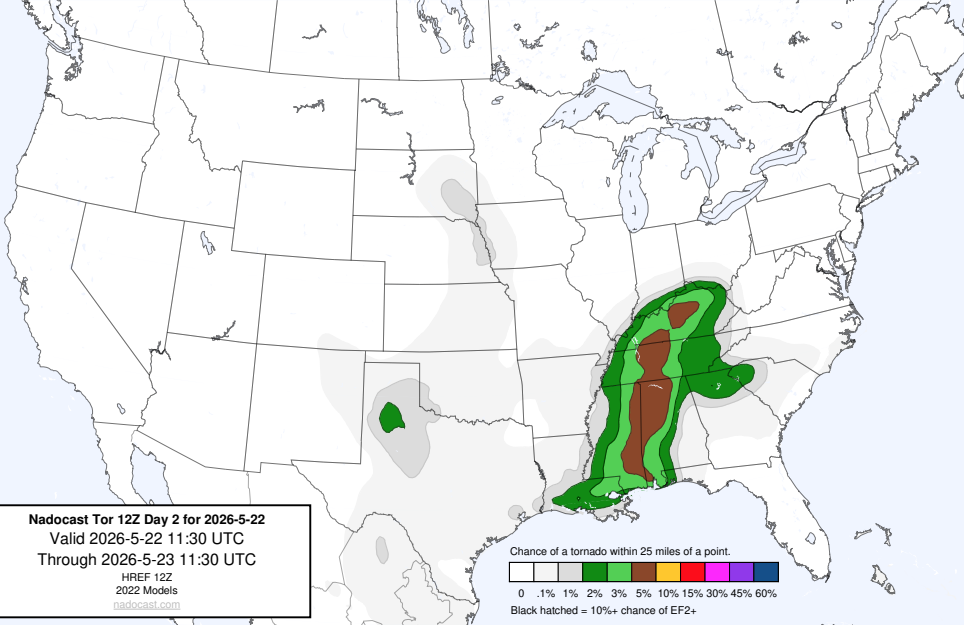 Nadocast Tor 12Z Day 2 for 2026-5-22
Valid 2026-5-22 11:30 UTC
Through 2026-5-23 11:30 UTC
HREF 12Z
2022 Models
nadocast.com
Chance of a tornado within 25 miles of a point.
0 .1% 1% 2% 3% 5% 10% 15% 30% 45% 60%
Black hatched = 10%+ chance of EF2+